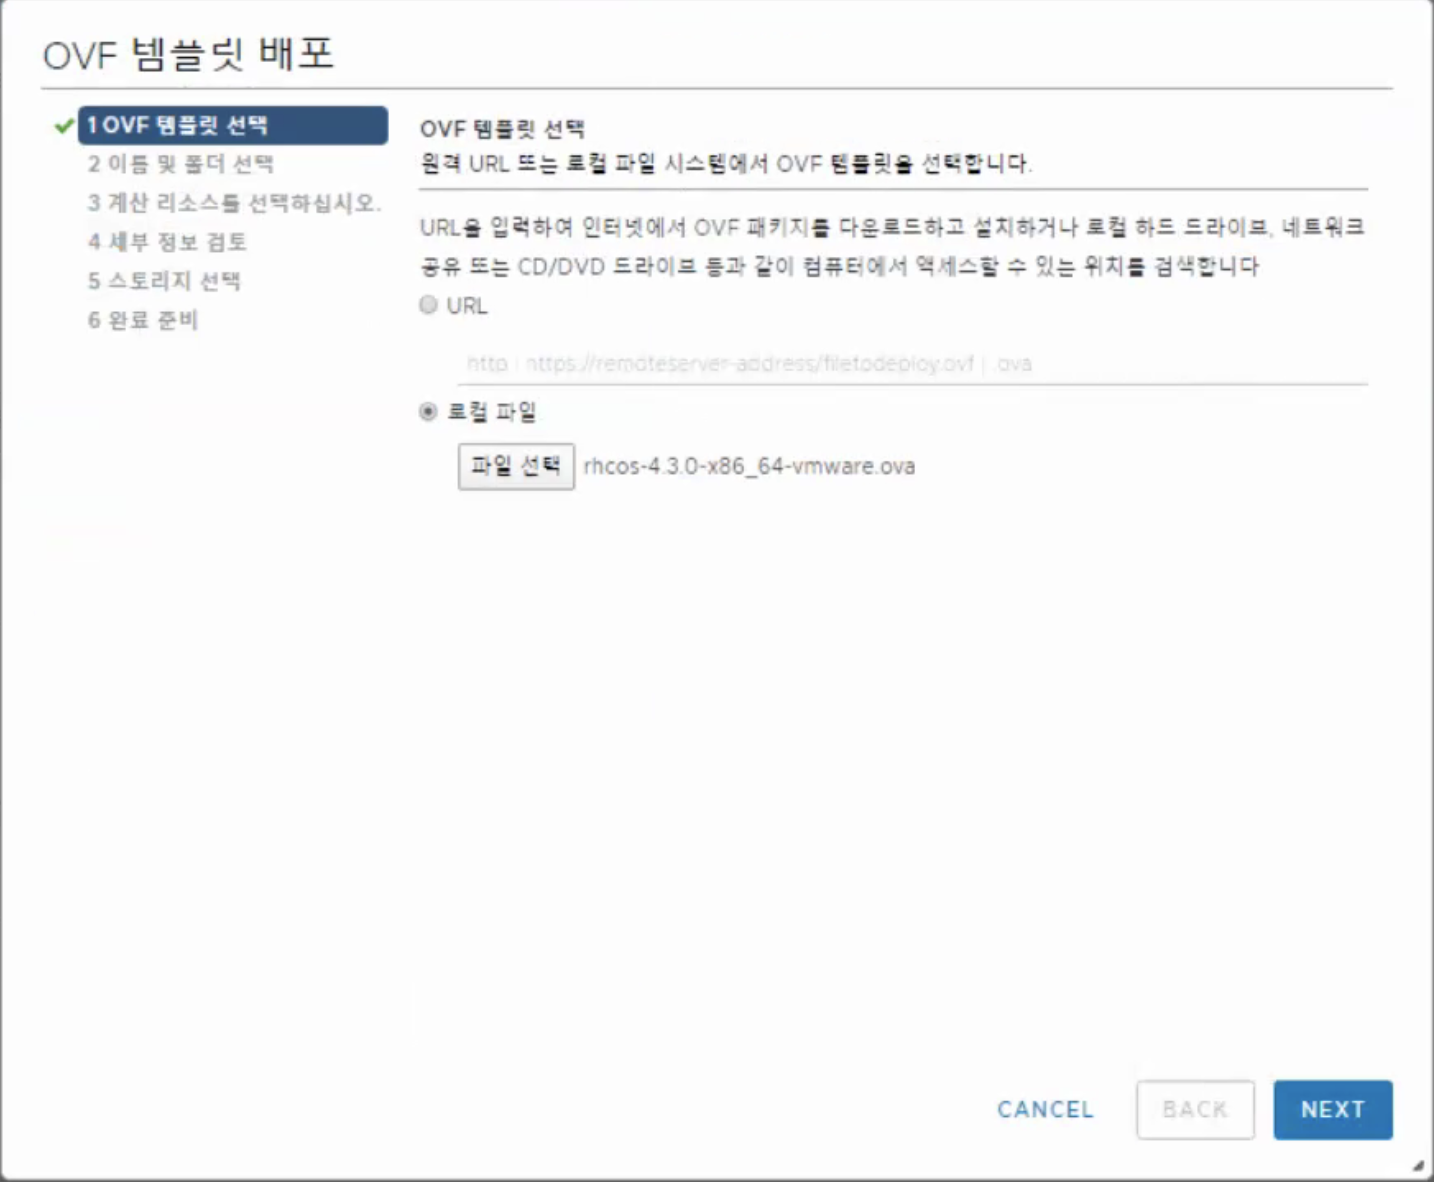 OVF 템플릿 배포
1 OVF 템플릿 선택
2 이름 및 폴더 선택
3 계산 리소스를 선택하십시오.
4 세부 정보 검토
5 스토리지 선택
6 완료 준비
OVF 템플릿 선택
원격 URL 또는 로컬 파일 시스템에서 OVF 템플릿을 선택합니다.
URL을 입력하여 인터넷에서 OVF 패키지를 다운로드하고 설치하거나 로컬 하드 드라이브, 네트워크
공유 또는 CD/DVD 드라이브 등과 같이 컴퓨터에서 액세스할 수 있는 위치를 검색합니다
URL
http | https://remoteserver-address/filetodeploy.ovf | .ova
로컬 파일
파일 선택 rhcos-4.3.0-x86_64-vmware.ova
CANCEL BACK NEXT